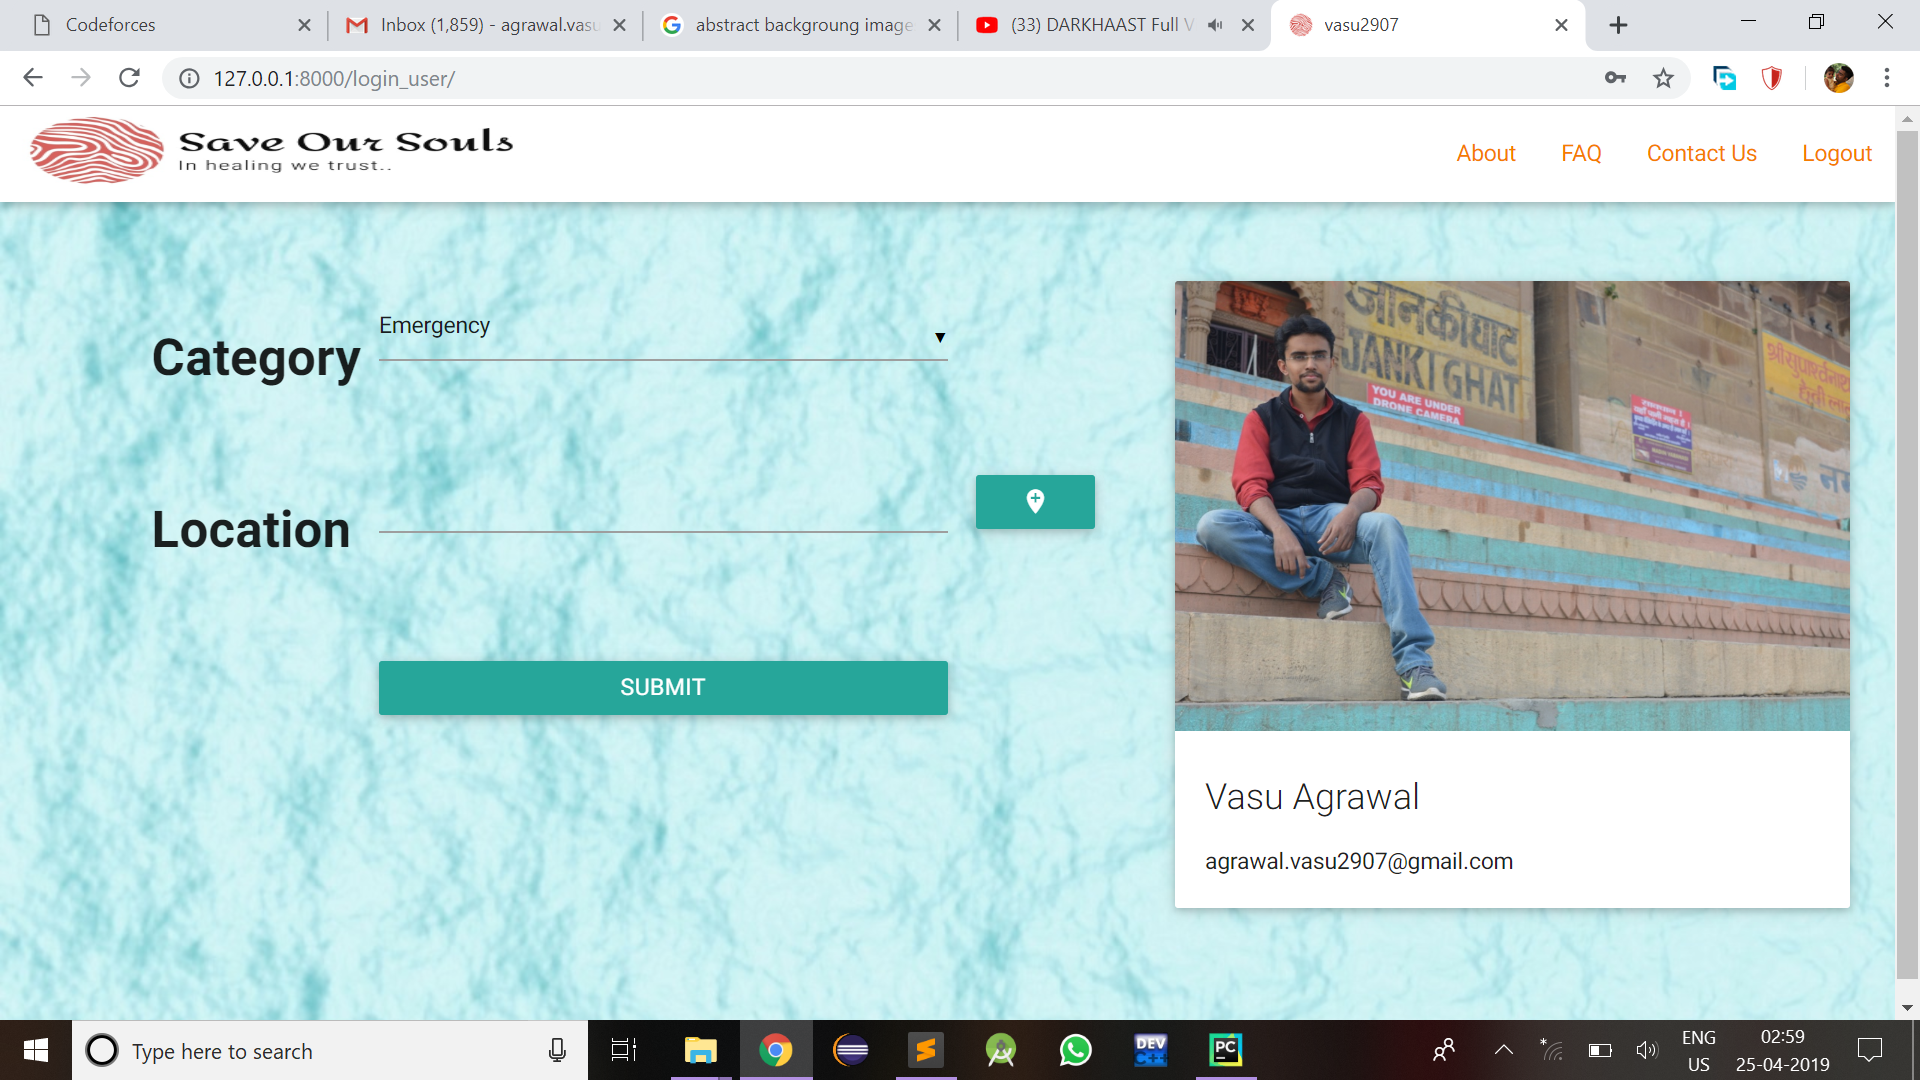 Codeforces
Inbox (1,859) - agrawal.vasu
abstract backgroung image
(33) DARKHAAST Full V
vasu2907
127.0.0.1:8000/login_user/
Save Our Souls
In healing we trust..
About FAQ Contact Us Logout
Category
Emergency
Location
SUBMIT
जानकीघाट
JANKI GHAT
YOU ARE UNDER
DRONE CAMERA
Vasu Agrawal
agrawal.vasu2907@gmail.com
Type here to search
DEV
C++
PC
ENG
US
02:59
25-04-2019